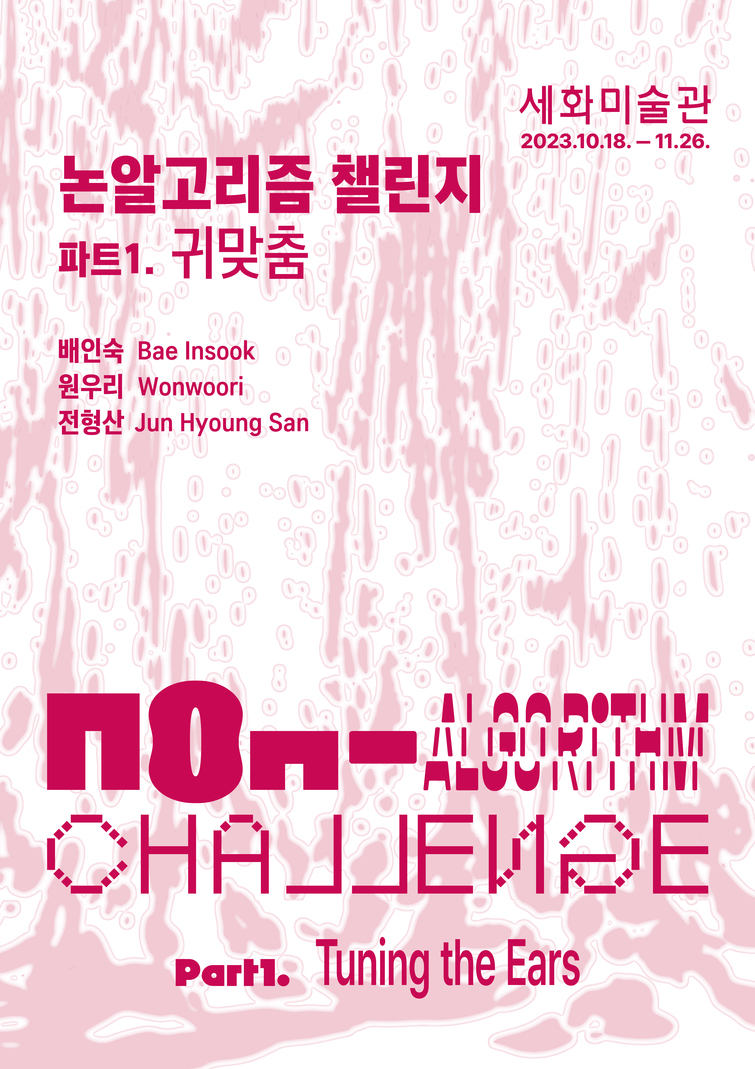 세화미술관
2023.10.18. – 11.26.
논알고리즘 챌린지
파트1. 귀맞춤
배인숙 Bae Insook
원우리 Wonwoori
전형산 Jun Hyoung San
non-ALGORiTHM
CHALLENGE
Part1. Tuning the Ears